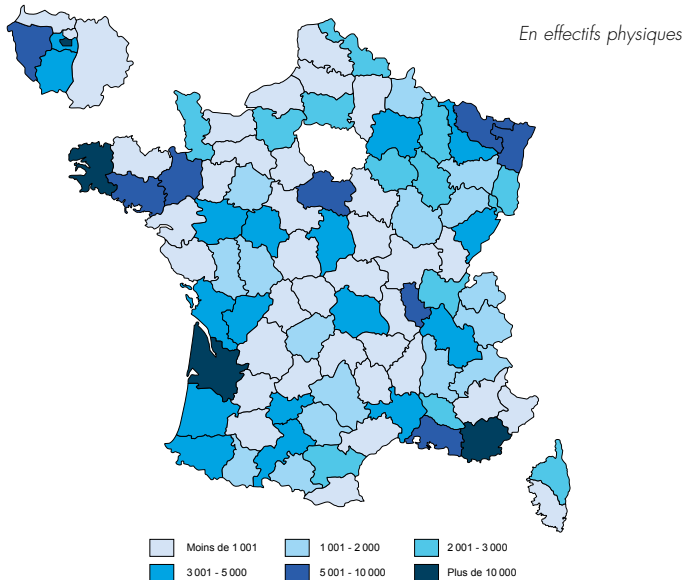 En effectifs physiques
Moins de 1 001
1 001 - 2 000
2 001 - 3 000
3 001 - 5 000
5 001 - 10 000
Plus de 10 000